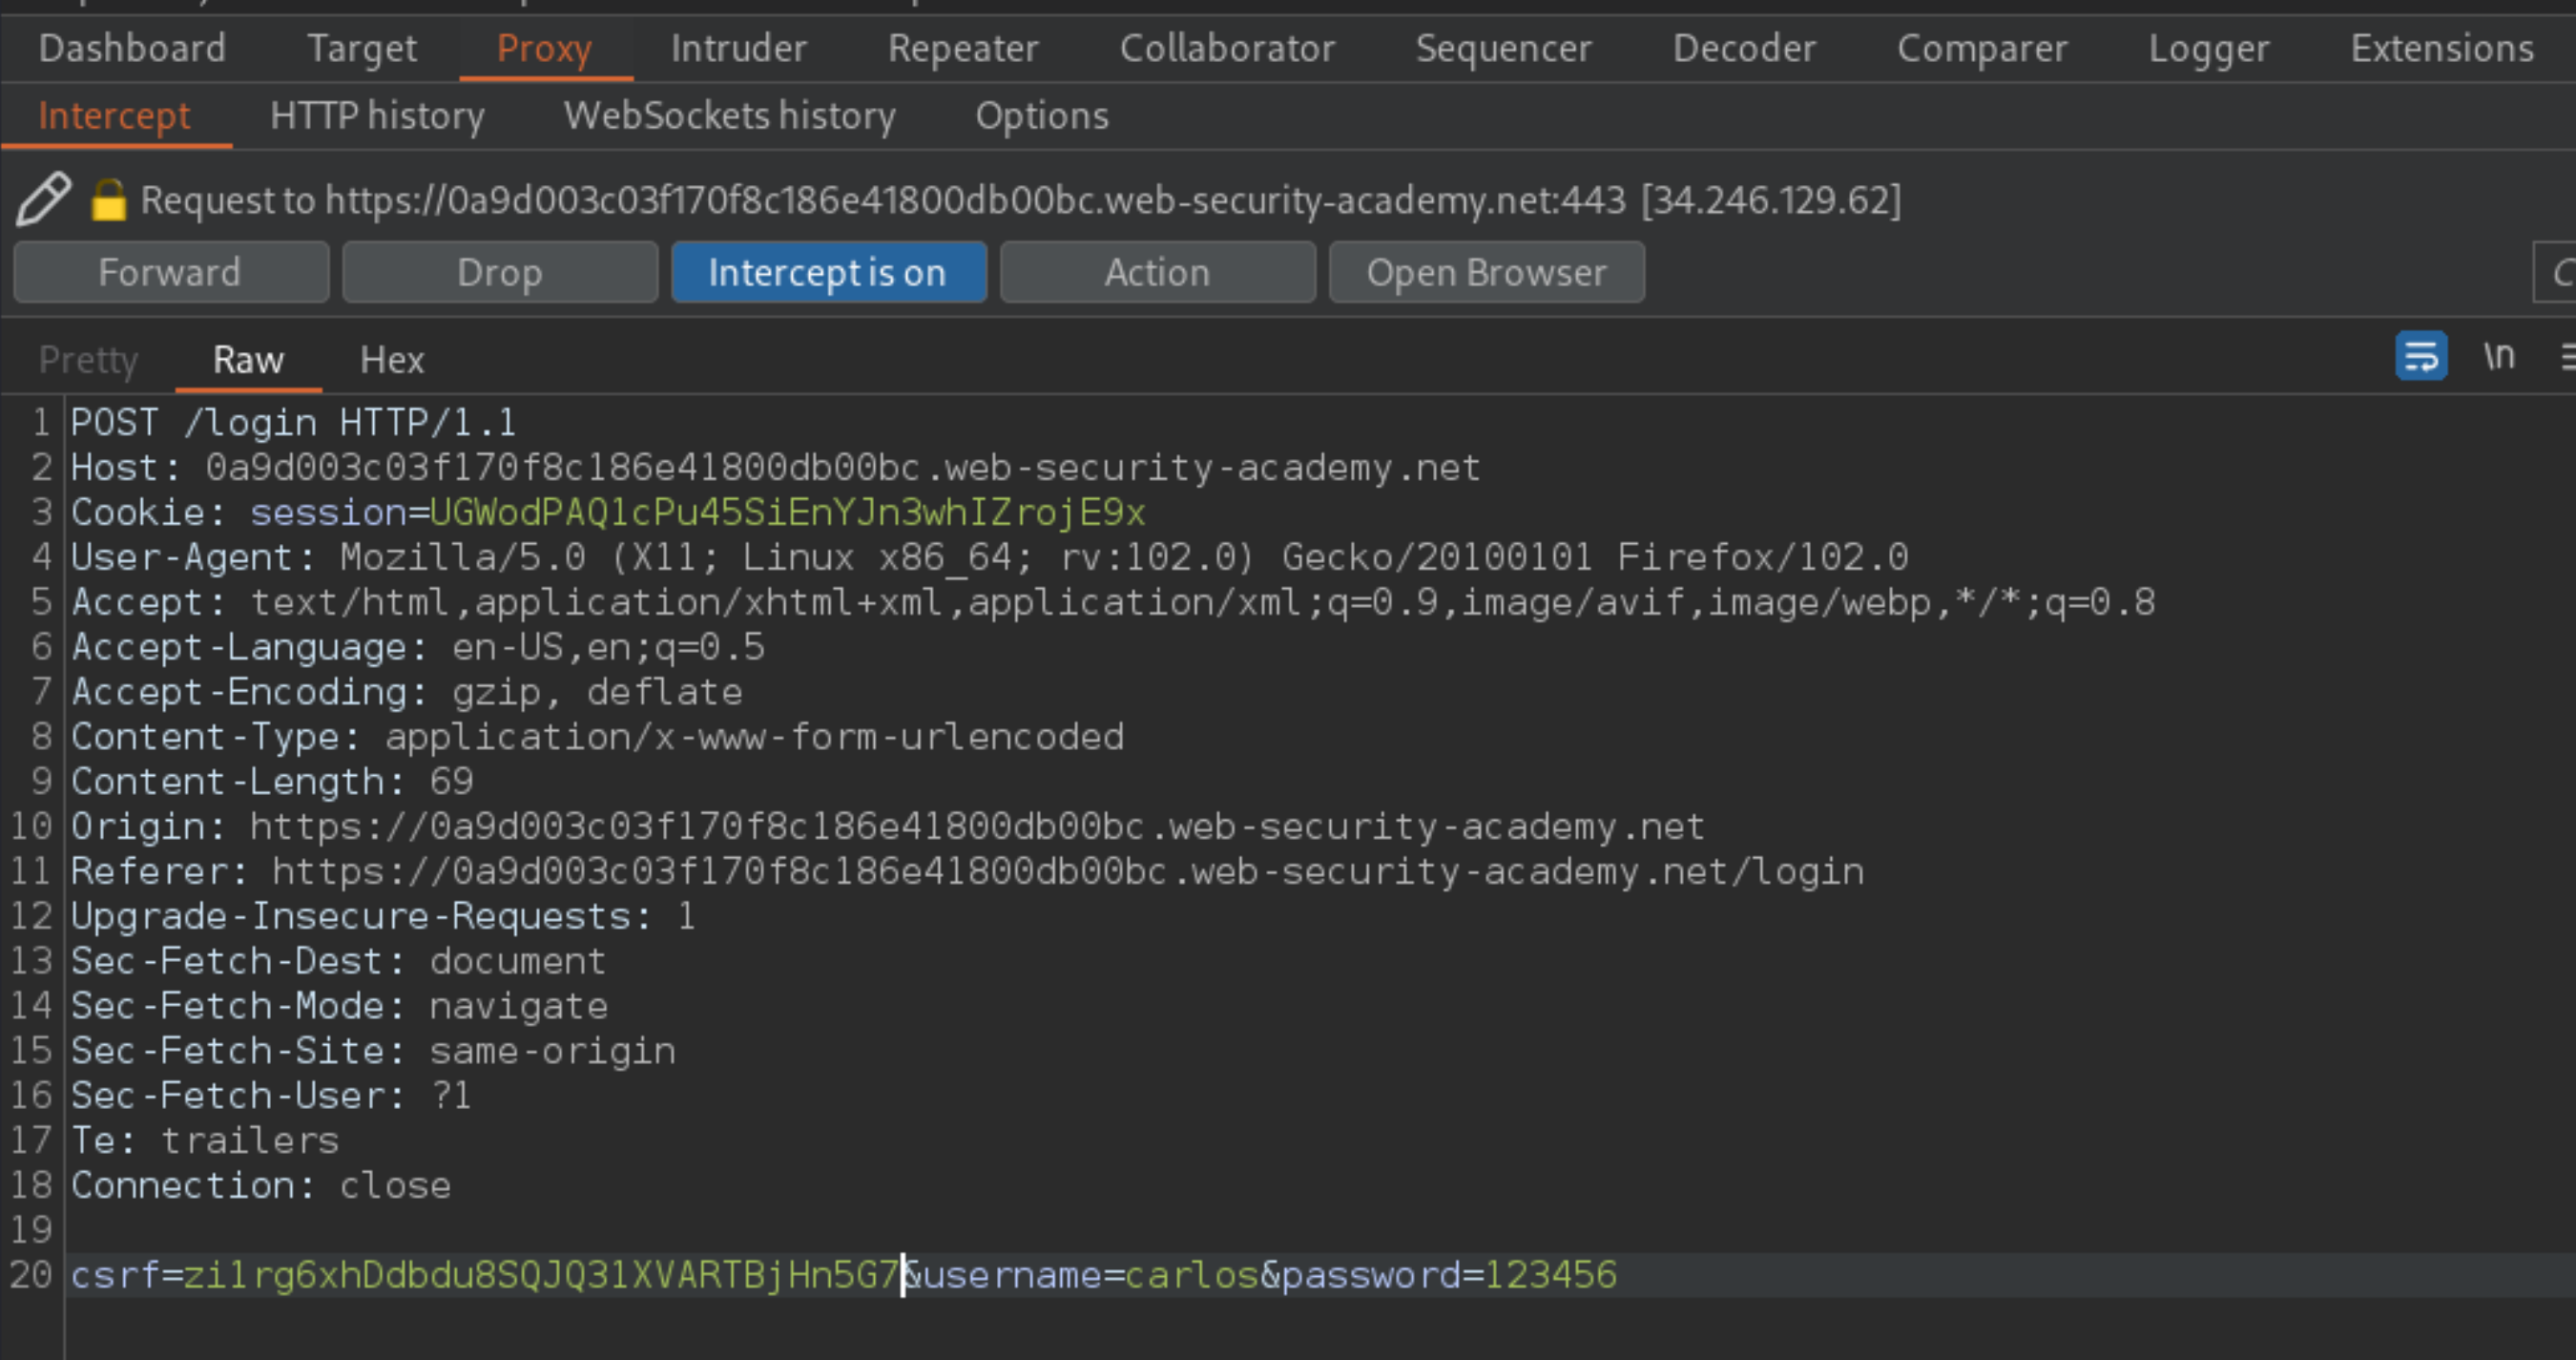 Dashboard Target Proxy Intruder Repeater Collaborator Sequencer Decoder Comparer Logger Extensions
Intercept HTTP history WebSockets history Options
Request to https://0a9d003c03f170f8c186e41800db00bc.web-security-academy.net:443 [34.246.129.62]
Forward Drop Intercept is on Action Open Browser
Pretty Raw Hex \n
1 POST /login HTTP/1.1
2 Host: 0a9d003c03f170f8c186e41800db00bc.web-security-academy.net
3 Cookie: session=UGWodPAQ1cPu45SiEnYJn3whIZrojE9x
4 User-Agent: Mozilla/5.0 (X11; Linux x86_64; rv:102.0) Gecko/20100101 Firefox/102.0
5 Accept: text/html,application/xhtml+xml,application/xml;q=0.9,image/avif,image/webp,*/*;q=0.8
6 Accept-Language: en-US,en;q=0.5
7 Accept-Encoding: gzip, deflate
8 Content-Type: application/x-www-form-urlencoded
9 Content-Length: 69
10 Origin: https://0a9d003c03f170f8c186e41800db00bc.web-security-academy.net
11 Referer: https://0a9d003c03f170f8c186e41800db00bc.web-security-academy.net/login
12 Upgrade-Insecure-Requests: 1
13 Sec-Fetch-Dest: document
14 Sec-Fetch-Mode: navigate
15 Sec-Fetch-Site: same-origin
16 Sec-Fetch-User: ?1
17 Te: trailers
18 Connection: close
19
20 csrf=zi1rg6xhDdbdu8SQJQ31XVARTBjHn5G7&username=carlos&password=123456